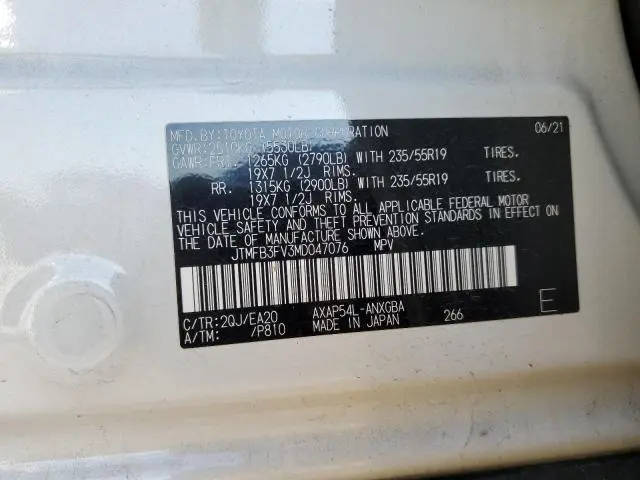 MFD. BY: TOYOTA MOTOR CORPORATION 06/21
GVWR: 2510KG (5530LB)
GAWR: FRT. 1265KG (2790LB) WITH 235/55R19 TIRES.
19X7 1/2J RIMS.
RR. 1315KG (2900LB) WITH 235/55R19 TIRES.
19X7 1/2J RIMS.
THIS VEHICLE CONFORMS TO ALL APPLICABLE FEDERAL MOTOR
VEHICLE SAFETY AND THEFT PREVENTION STANDARDS IN EFFECT ON
THE DATE OF MANUFACTURE SHOWN ABOVE.
JTMFB3FV3MD047076 MPV
C/TR: 2QJ/EA20 AXAP54L-ANXGBA 266 E
A/TM: /P810 MADE IN JAPAN